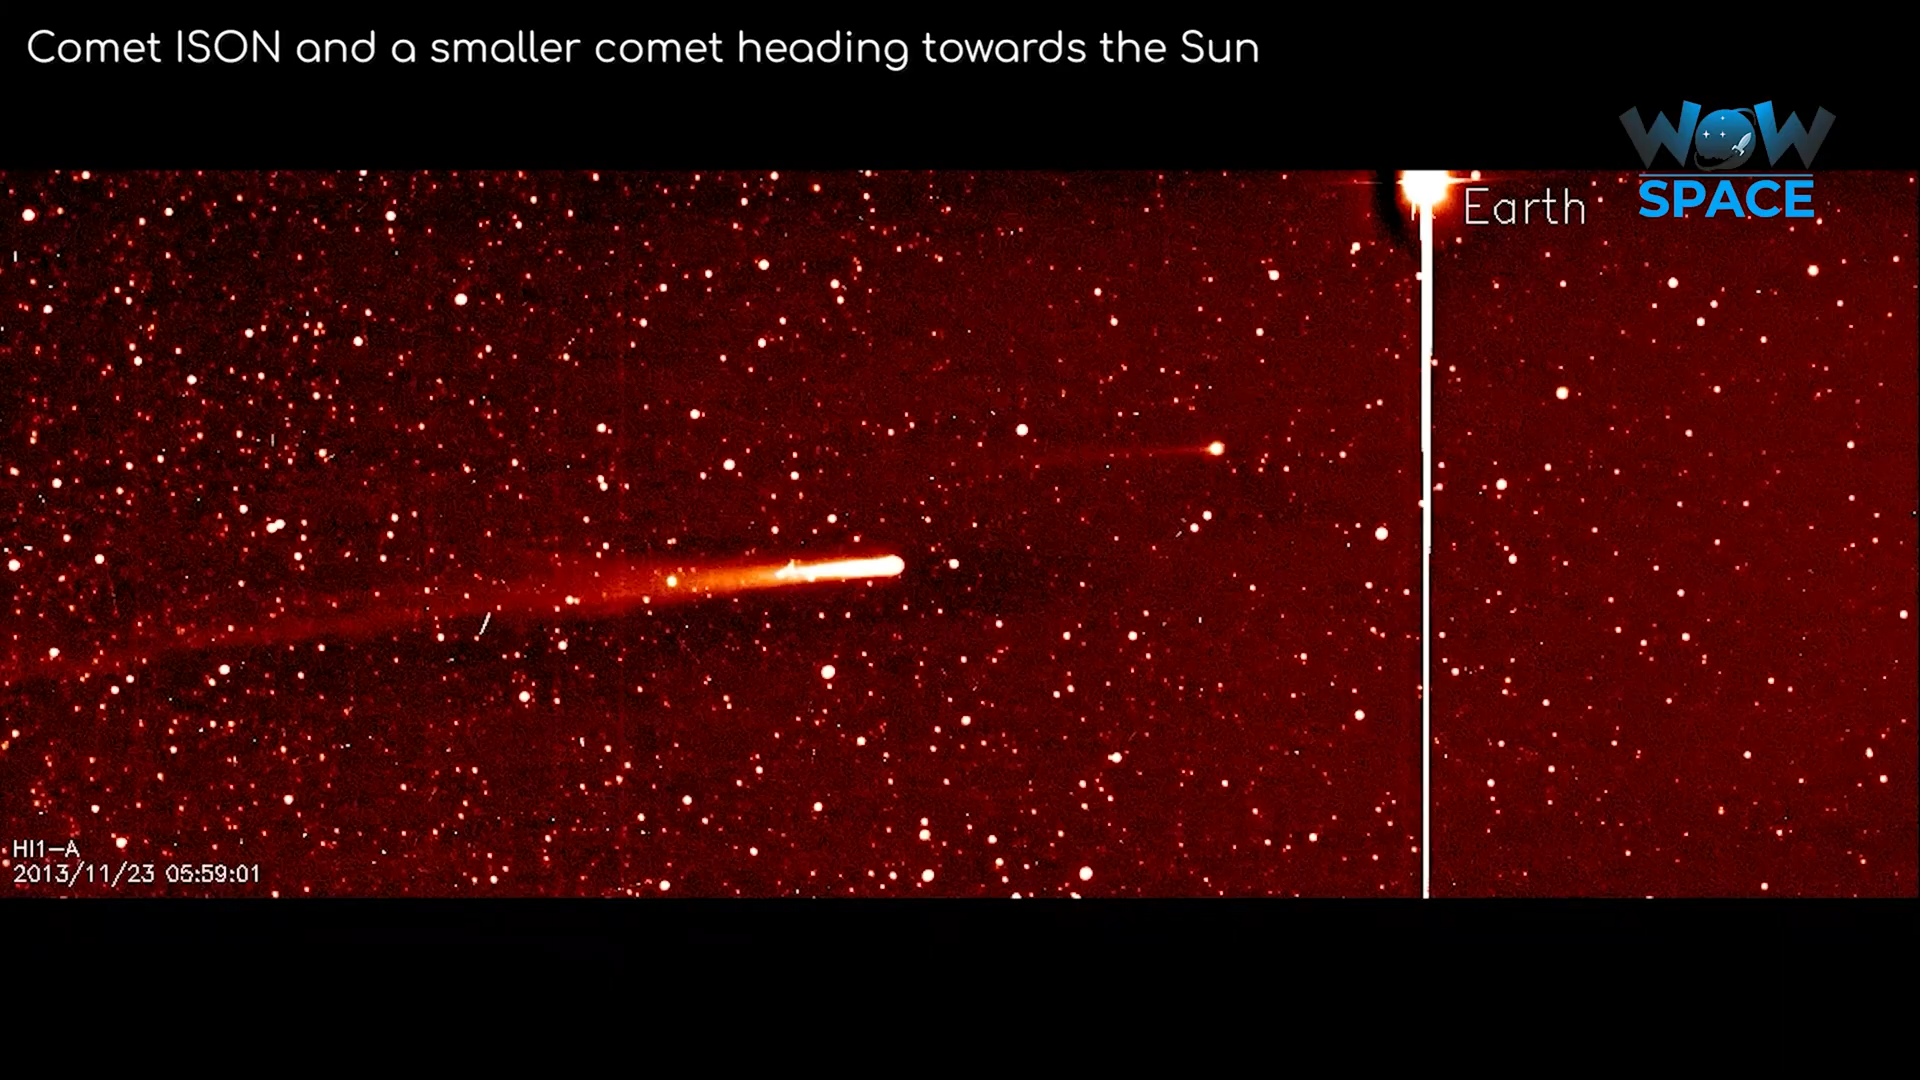 Comet ISON and a smaller comet heading towards the Sun
WOW
SPACE
Earth
HI1-A
2013/11/23 05:59:01